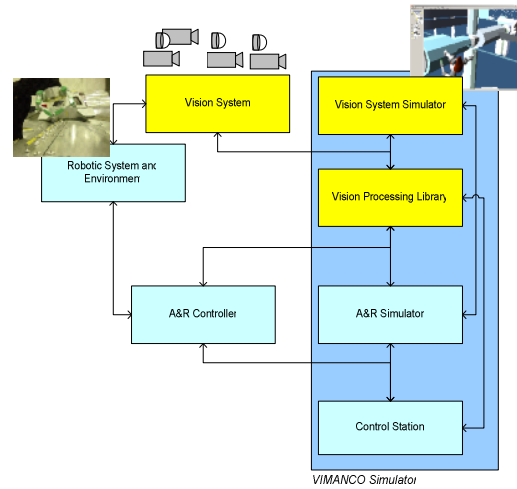 Vision System
Vision System Simulator
Robotic System and
Environment
Vision Processing Library
A&R Controller
A&R Simulator
Control Station
VIMANCO Simulator